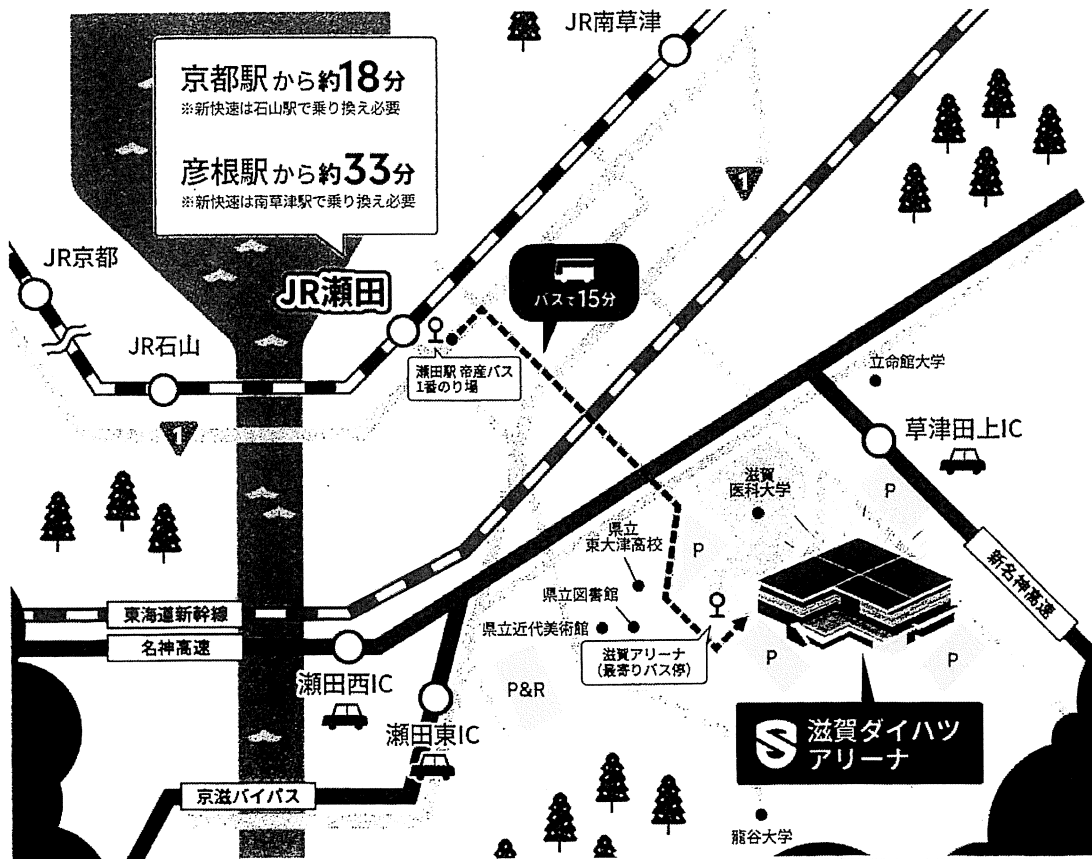 JR南草津
京都駅から約18分
※新快速は石山駅で乗り換え必要
彦根駅から約33分
※新快速は南草津駅で乗り換え必要
1
JR京都
JR瀬田
バスで15分
JR石山
瀬田駅 帝産バス
1番のり場
立命館大学
1
草津田上IC
滋賀
医科大学
P
県立
東大津高校
P
新名神高速
県立図書館
東海道新幹線
県立近代美術館
名神高速
滋賀アリーナ
(最寄りバス停)
P
P
瀬田西IC
P&R
瀬田東IC
S
滋賀ダイハツ
アリーナ
京滋バイパス
龍谷大学